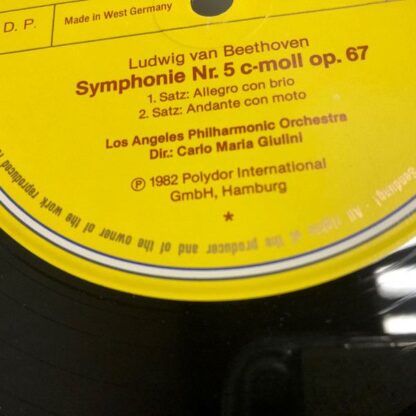 D. P.
Made in West Germany
Ludwig van Beethoven
Symphonie Nr. 5 c-moll op. 67
1. Satz: Allegro con brio
2. Satz: Andante con moto
Los Angeles Philharmonic Orchestra
Dir.: Carlo Maria Giulini
Ⓟ 1982 Polydor International
GmbH, Hamburg
*
All rights of the producer and of the owner of the work reproduced